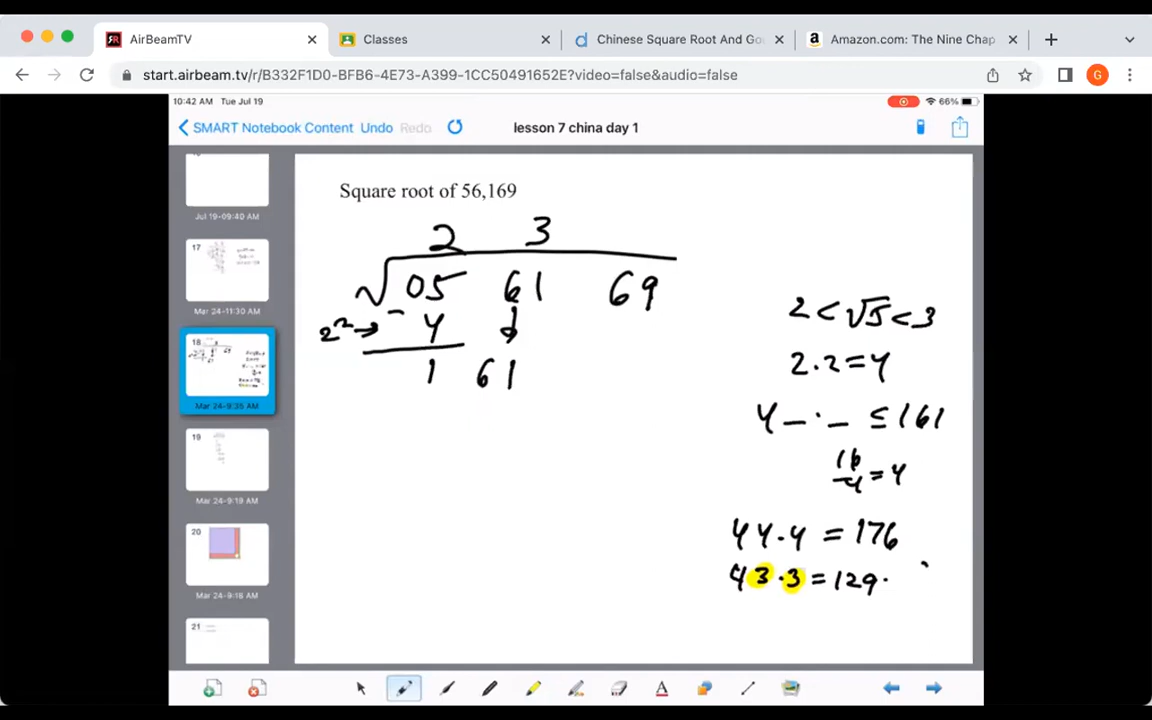 AirBeamTV
Classes
Chinese Square Root And Go
Amazon.com: The Nine Chap
start.airbeam.tv/r/B332F1D0-BFB6-4E73-A399-1CC50491652E?video=false&audio=false
G
10:42 AM Tue Jul 19
66%
SMART Notebook Content Undo Redo
lesson 7 china day 1
Jul 19-09:40 AM
17
Mar 24-11:30 AM
18
Mar 24-9:35 AM
19
Mar 24-9:19 AM
20
Mar 24-9:18 AM
21
Square root of 56,169
2 3
√05 61 69
2²→ - 4 ↓
1 61
2 < √5 < 3
2·2=4
4_·_ ≤161
16/4=4
44·4 = 176
43·3=129·